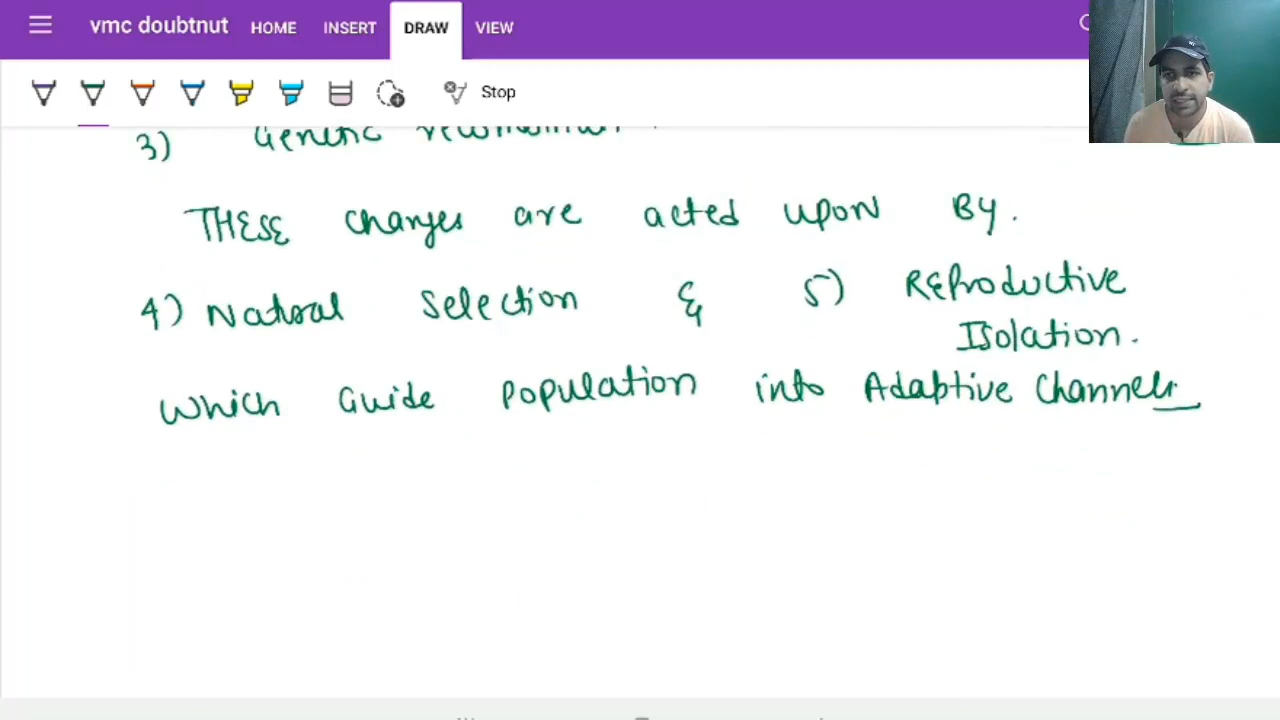 vmc doubtnut HOME INSERT DRAW VIEW
Stop
3) Genetic
THESE changes are acted upon By.
4) Natural Selection & 5) REProductive
Isolation.
which Guide population into Adaptive Channels.